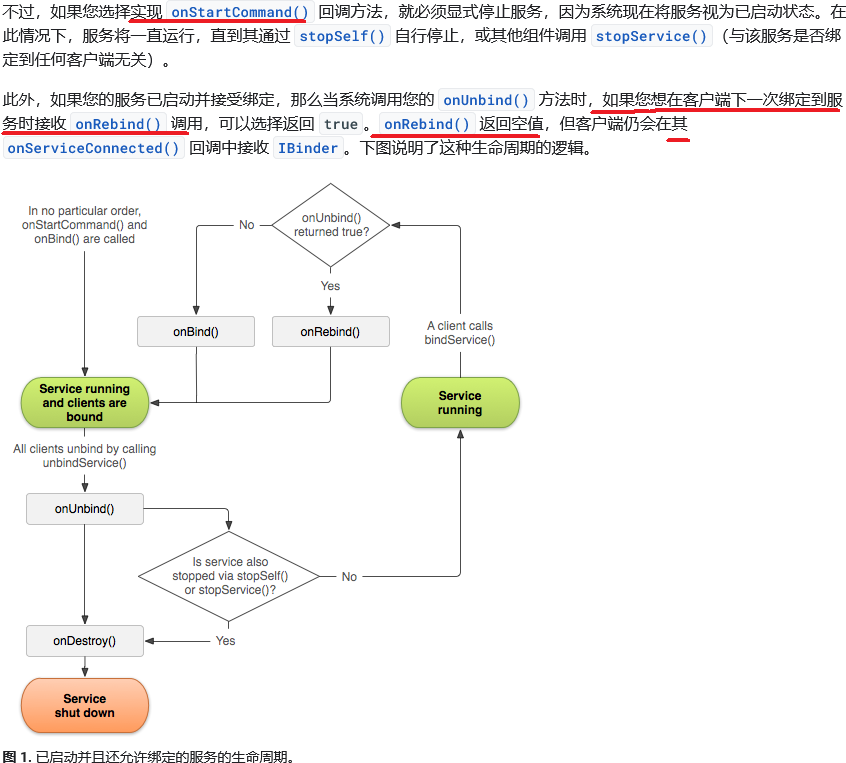 不过，如果您选择实现 onStartCommand() 回调方法，就必须显式停止服务，因为系统现在将服务视为已启动状态。在
此情况下，服务将一直运行，直到其通过 stopSelf() 自行停止，或其他组件调用 stopService()（与该服务是否绑
定到任何客户端无关）。
此外，如果您的服务已启动并接受绑定，那么当系统调用您的 onUnbind() 方法时，如果您想在客户端下一次绑定到服
务时接收 onRebind() 调用，可以选择返回 true。onRebind() 返回空值，但客户端仍会在其
onServiceConnected() 回调中接收 IBinder。下图说明了这种生命周期的逻辑。
In no particular order,
onStartCommand() and
onBind() are called
No
onUnbind()
returned true?
Yes
onBind()
onRebind()
A client calls
bindService()
Service running
and clients are
bound
Service
running
All clients unbind by calling
unbindService()
onUnbind()
Is service also
stopped via stopSelf()
or stopService()?
No
onDestroy()
Yes
Service
shut down
图 1. 已启动并且还允许绑定的服务的生命周期。